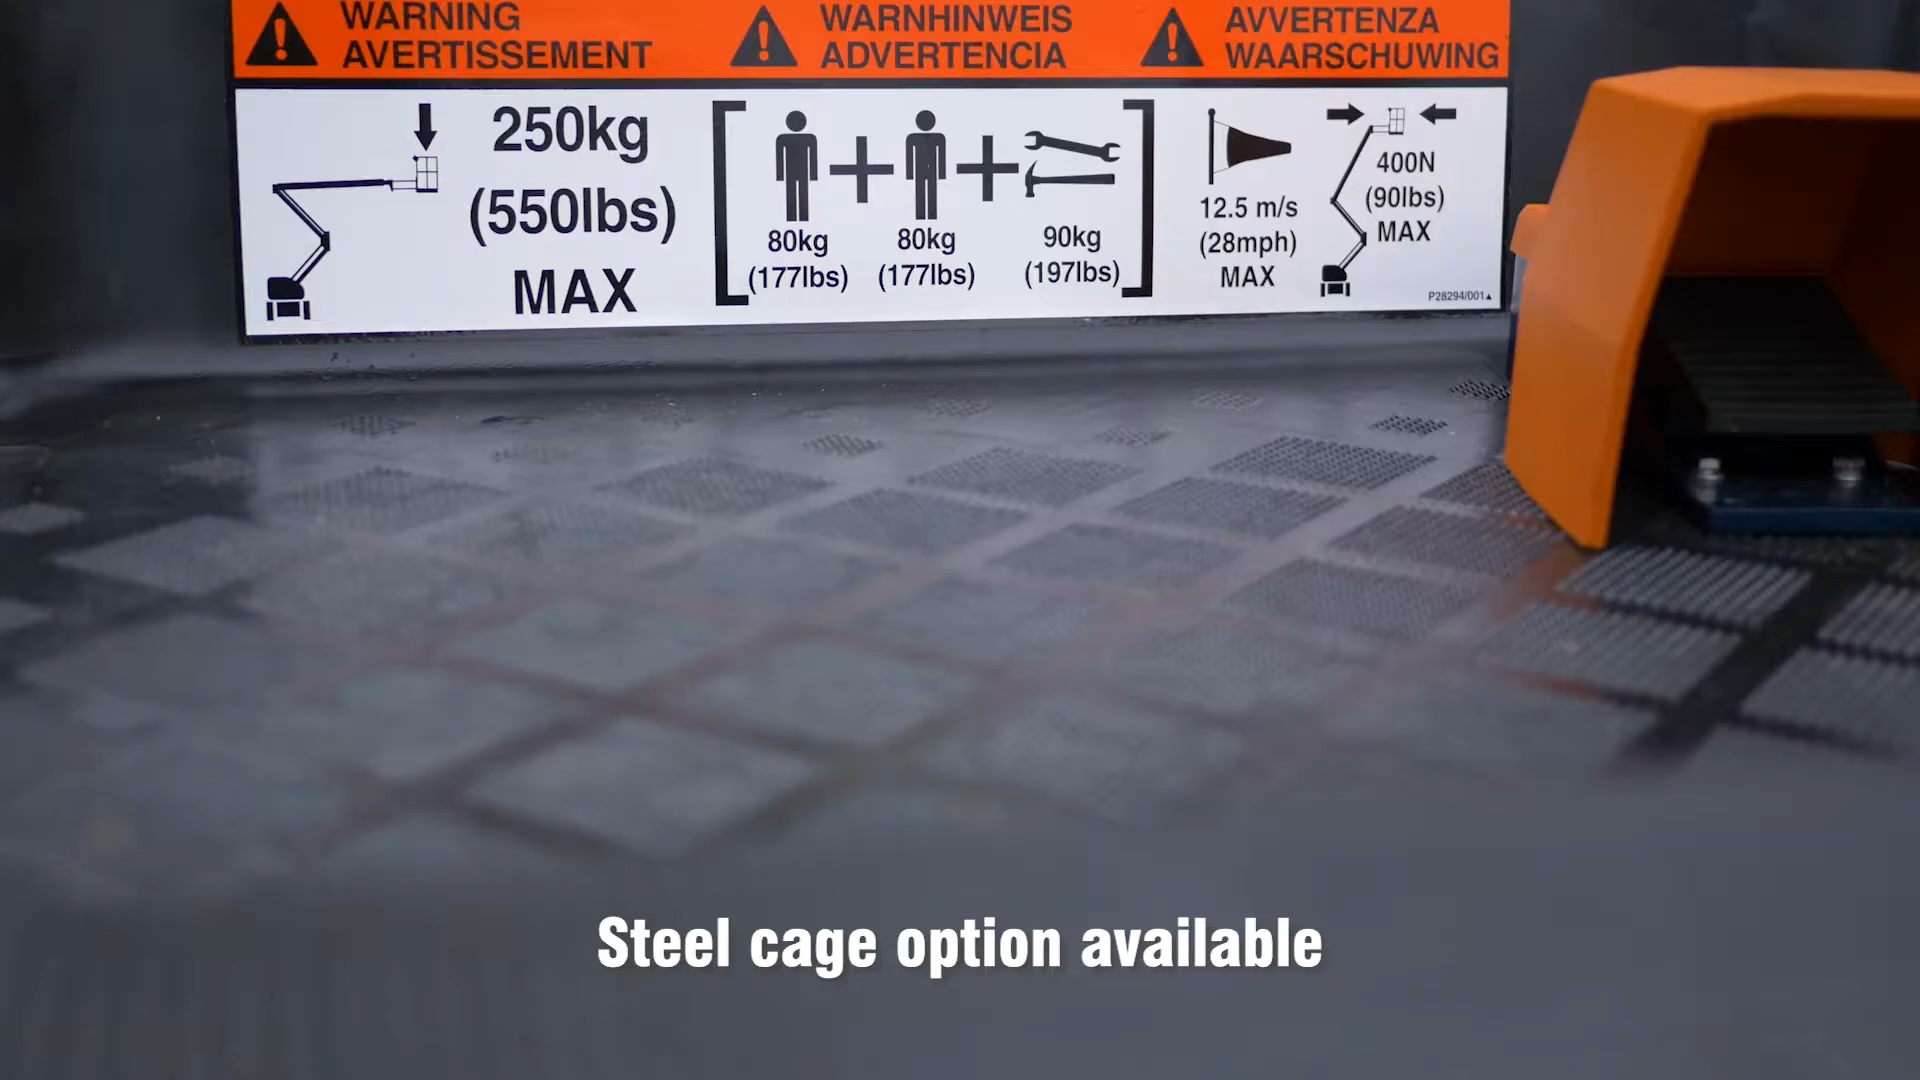 WARNING
AVERTISSEMENT
WARNHINWEIS
ADVERTENCIA
AVVERTENZA
WAARSCHUWING
250kg
(550lbs)
MAX
80kg
(177lbs)
80kg
(177lbs)
90kg
(197lbs)
12.5 m/s
(28mph)
MAX
400N
(90lbs)
MAX
P28294/001▲
Steel cage option available